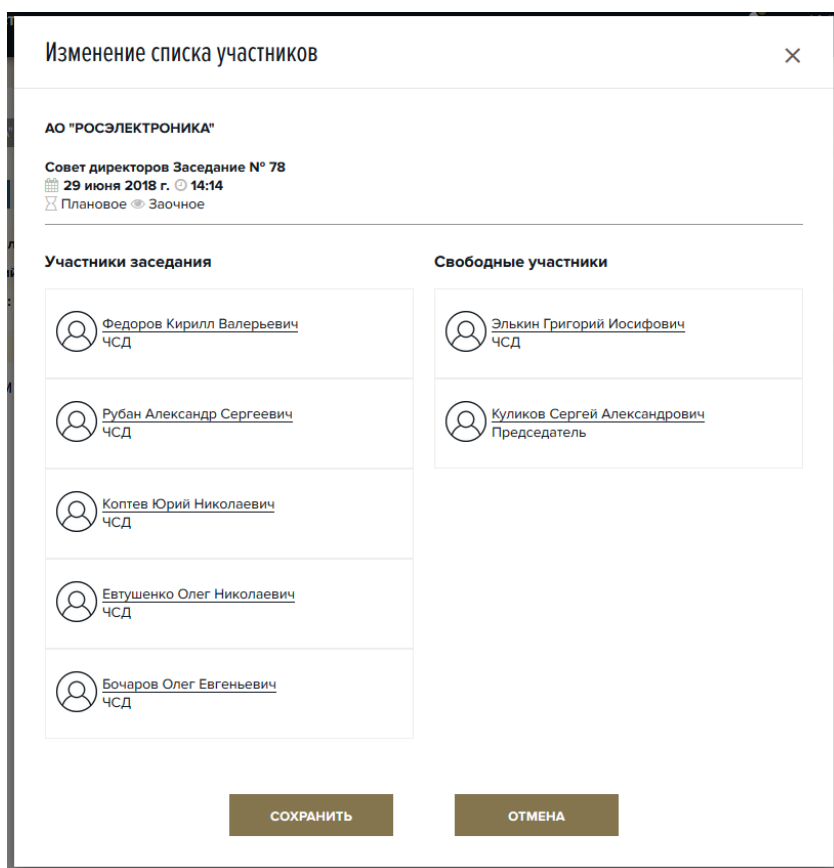 Изменение списка участников
АО "РОСЭЛЕКТРОНИКА"
Совет директоров Заседание № 78
29 июня 2018 г. 14:14
Плановое Заочное
Участники заседания
Федоров Кирилл Валерьевич
ЧСД
Рубан Александр Сергеевич
ЧСД
Коптев Юрий Николаевич
ЧСД
Евтушенко Олег Николаевич
ЧСД
Бочаров Олег Евгеньевич
ЧСД
Свободные участники
Элькин Григорий Иосифович
ЧСД
Куликов Сергей Александрович
Председатель
СОХРАНИТЬ
ОТМЕНА